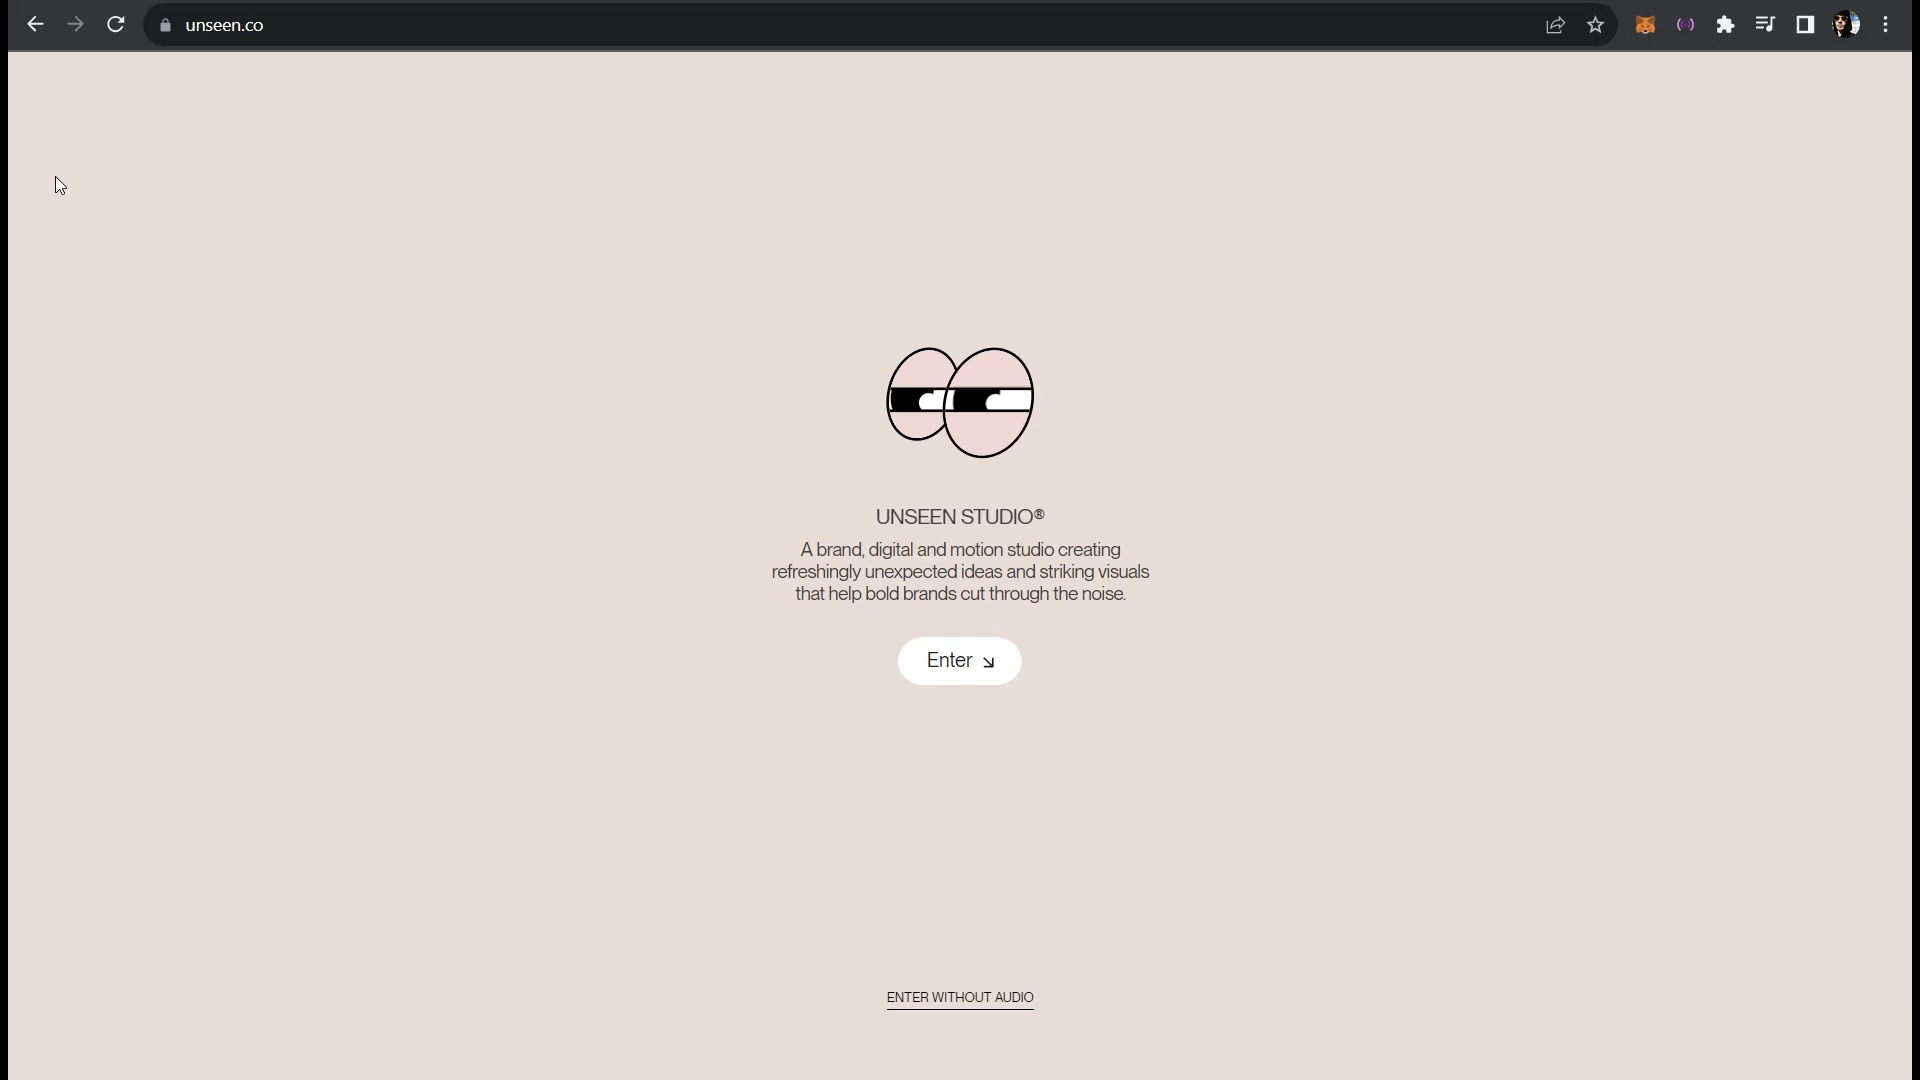 unseen.co
UNSEEN STUDIO®
A brand, digital and motion studio creating
refreshingly unexpected ideas and striking visuals
that help bold brands cut through the noise.
Enter
ENTER WITHOUT AUDIO